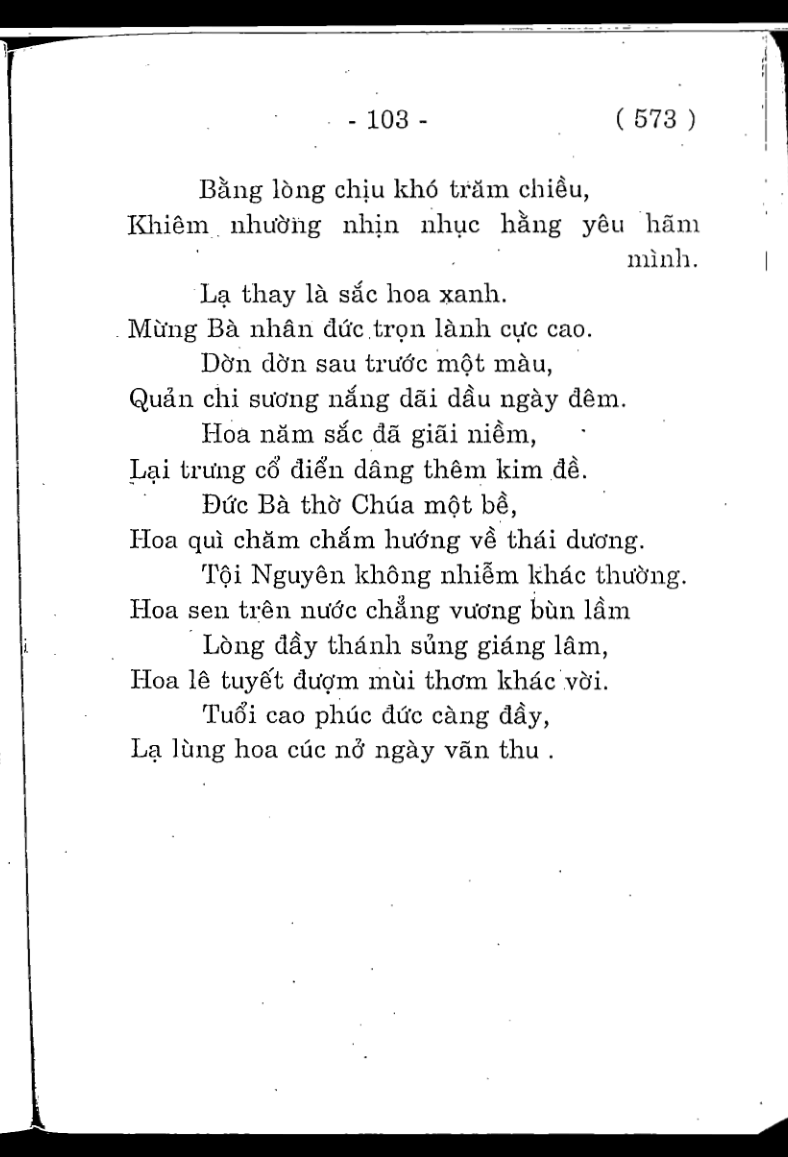 - 103 - ( 573 )
Bằng lòng chịu khó trăm chiều,
Khiêm nhường nhịn nhục hằng yêu hãm
mình.
Lạ thay là sắc hoa xanh.
Mừng Bà nhân đức trọn lành cực cao.
Dờn dờn sau trước một màu,
Quản chi sương nắng dãi dầu ngày đêm.
Hoa năm sắc đã giãi niềm,
Lại trưng cổ điển dâng thêm kim đề.
Đức Bà thờ Chúa một bề,
Hoa quì chăm chắm hướng về thái dương.
Tội Nguyên không nhiễm khác thường.
Hoa sen trên nước chẳng vương bùn lầm
Lòng đầy thánh sủng giáng lâm,
Hoa lê tuyết đượm mùi thơm khác vời.
Tuổi cao phúc đức càng đầy,
Lạ lùng hoa cúc nở ngày vãn thu .